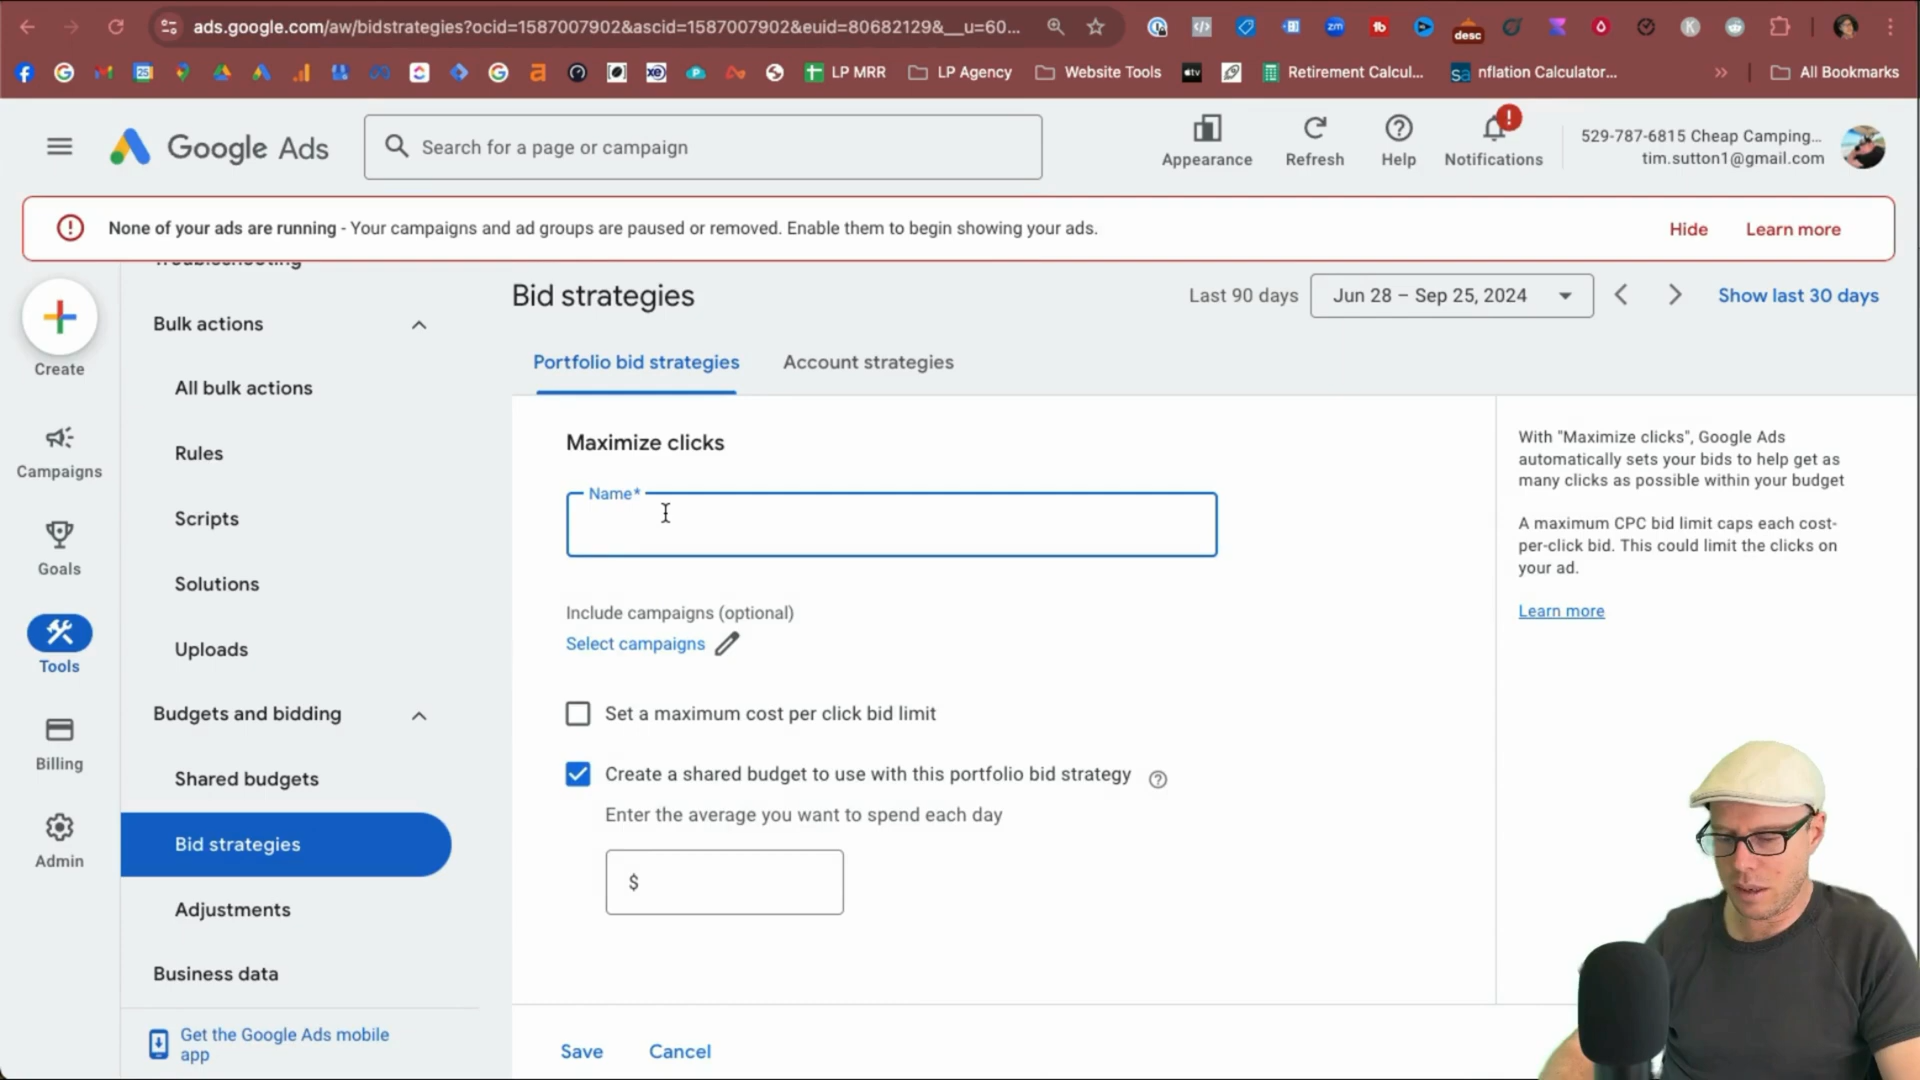 ads.google.com/aw/bidstrategies?ocid=1587007902&ascid=1587007902&euid=80682129&__u=60...
desc
LP MRR
LP Agency
Website Tools
Retirement Calcul...
nflation Calculator...
All Bookmarks
Google Ads
Search for a page or campaign
Appearance
Refresh
Help
Notifications
529-787-6815 Cheap Camping...
tim.sutton1@gmail.com
None of your ads are running - Your campaigns and ad groups are paused or removed. Enable them to begin showing your ads.
Hide
Learn more
Create
Campaigns
Goals
Tools
Billing
Admin
Troubleshooting
Bulk actions
All bulk actions
Rules
Scripts
Solutions
Uploads
Budgets and bidding
Shared budgets
Bid strategies
Adjustments
Business data
Get the Google Ads mobile
app
Bid strategies
Last 90 days
Jun 28 – Sep 25, 2024
Show last 30 days
Portfolio bid strategies
Account strategies
Maximize clicks
Name*
Include campaigns (optional)
Select campaigns
Set a maximum cost per click bid limit
Create a shared budget to use with this portfolio bid strategy
Enter the average you want to spend each day
$
Save
Cancel
With "Maximize clicks", Google Ads
automatically sets your bids to help get as
many clicks as possible within your budget
A maximum CPC bid limit caps each cost-
per-click bid. This could limit the clicks on
your ad.
Learn more